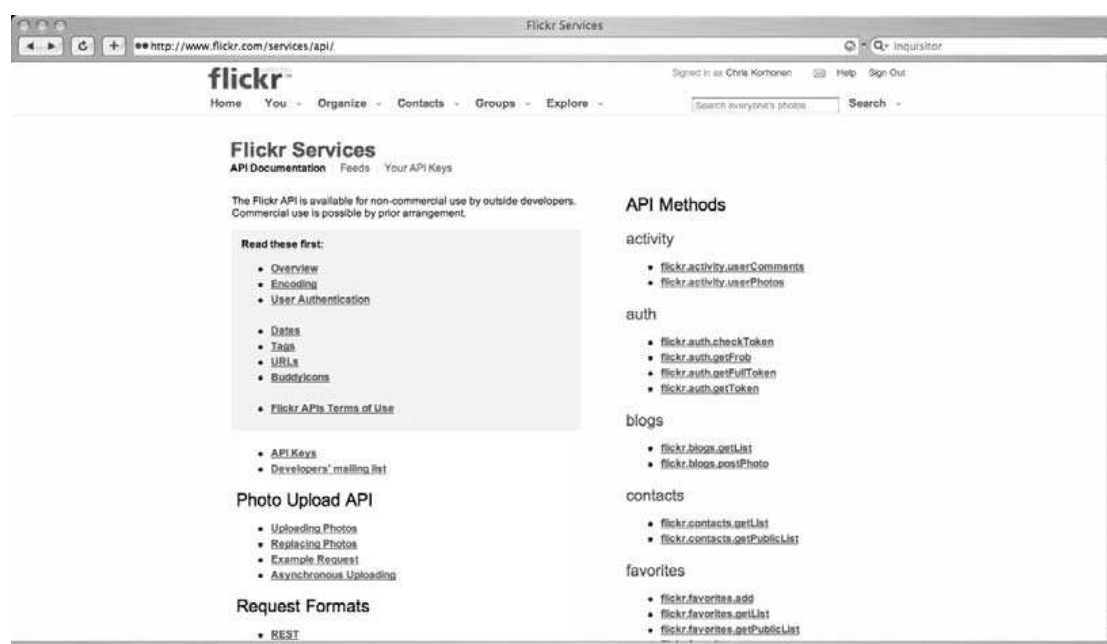 Flickr Services
http://www.flickr.com/services/api/
Q- Inquisitor
flickr
Signed in as Chris Korhonen Help Sign Out
Home You Organize Contacts Groups Explore
Search everyone's photos Search
Flickr Services
API Documentation Feeds Your API Keys
The Flickr API is available for non-commercial use by outside developers.
Commercial use is possible by prior arrangement.
Read these first:
• Overview
• Encoding
• User Authentication
• Dates
• Tags
• URLs
• BuddyIcons
• Flickr APIs Terms of Use
• API Keys
• Developers' mailing list
Photo Upload API
• Uploading Photos
• Replacing Photos
• Example Request
• Asynchronous Uploading
Request Formats
• REST
API Methods
activity
• flickr.activity.userComments
• flickr.activity.userPhotos
auth
• flickr.auth.checkToken
• flickr.auth.getFrob
• flickr.auth.getFullToken
• flickr.auth.getToken
blogs
• flickr.blogs.getList
• flickr.blogs.postPhoto
contacts
• flickr.contacts.getList
• flickr.contacts.getPublicList
favorites
• flickr.favorites.add
• flickr.favorites.getList
• flickr.favorites.getPublicList